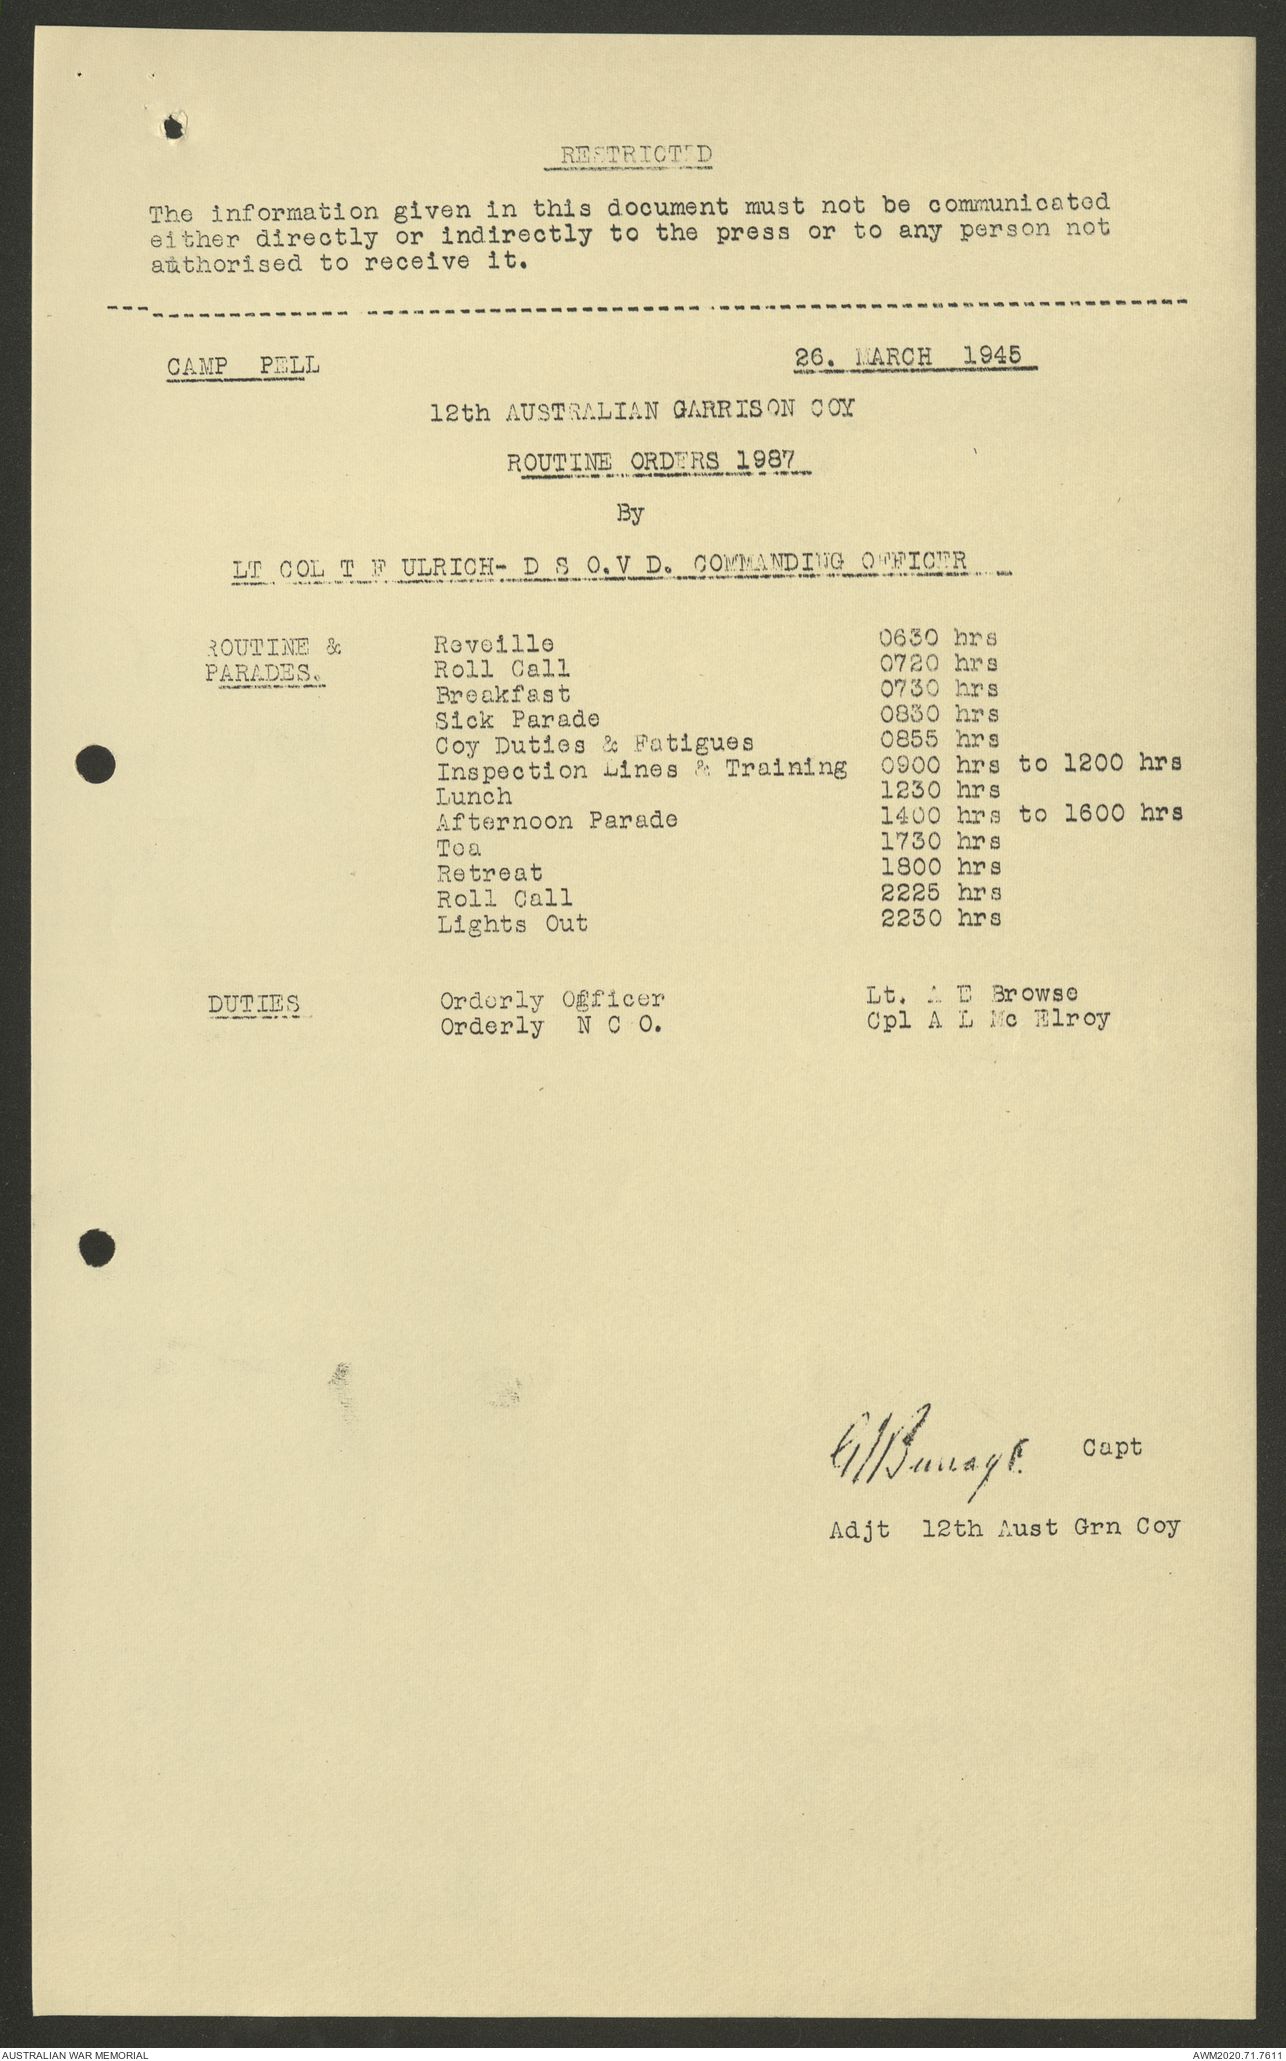 RESTRICTED
The information given in this document must not be communicated
either directly or indirectly to the press or to any person not
authorised to receive it.
CAMP PELL 26. MARCH 1945
12th AUSTRALIAN GARRISON COY
ROUTINE ORDERS 1987
By
LT COL T F ULRICH- D S O.V D. COMMANDING OFFICER
ROUTINE & Reveille 0630 hrs
PARADES. Roll Call 0720 hrs
Breakfast 0730 hrs
Sick Parade 0830 hrs
Coy Duties & Fatigues 0855 hrs
Inspection Lines & Training 0900 hrs to 1200 hrs
Lunch 1230 hrs
Afternoon Parade 1400 hrs to 1600 hrs
Tea 1730 hrs
Retreat 1800 hrs
Roll Call 2225 hrs
Lights Out 2230 hrs
DUTIES Orderly Ogficer Lt. A E Browse
Orderly N C O. Cpl A L Mc Elroy
Capt
Adjt 12th Aust Grn Coy
AUSTRALIAN WAR MEMORIAL AWM2020.71.7611